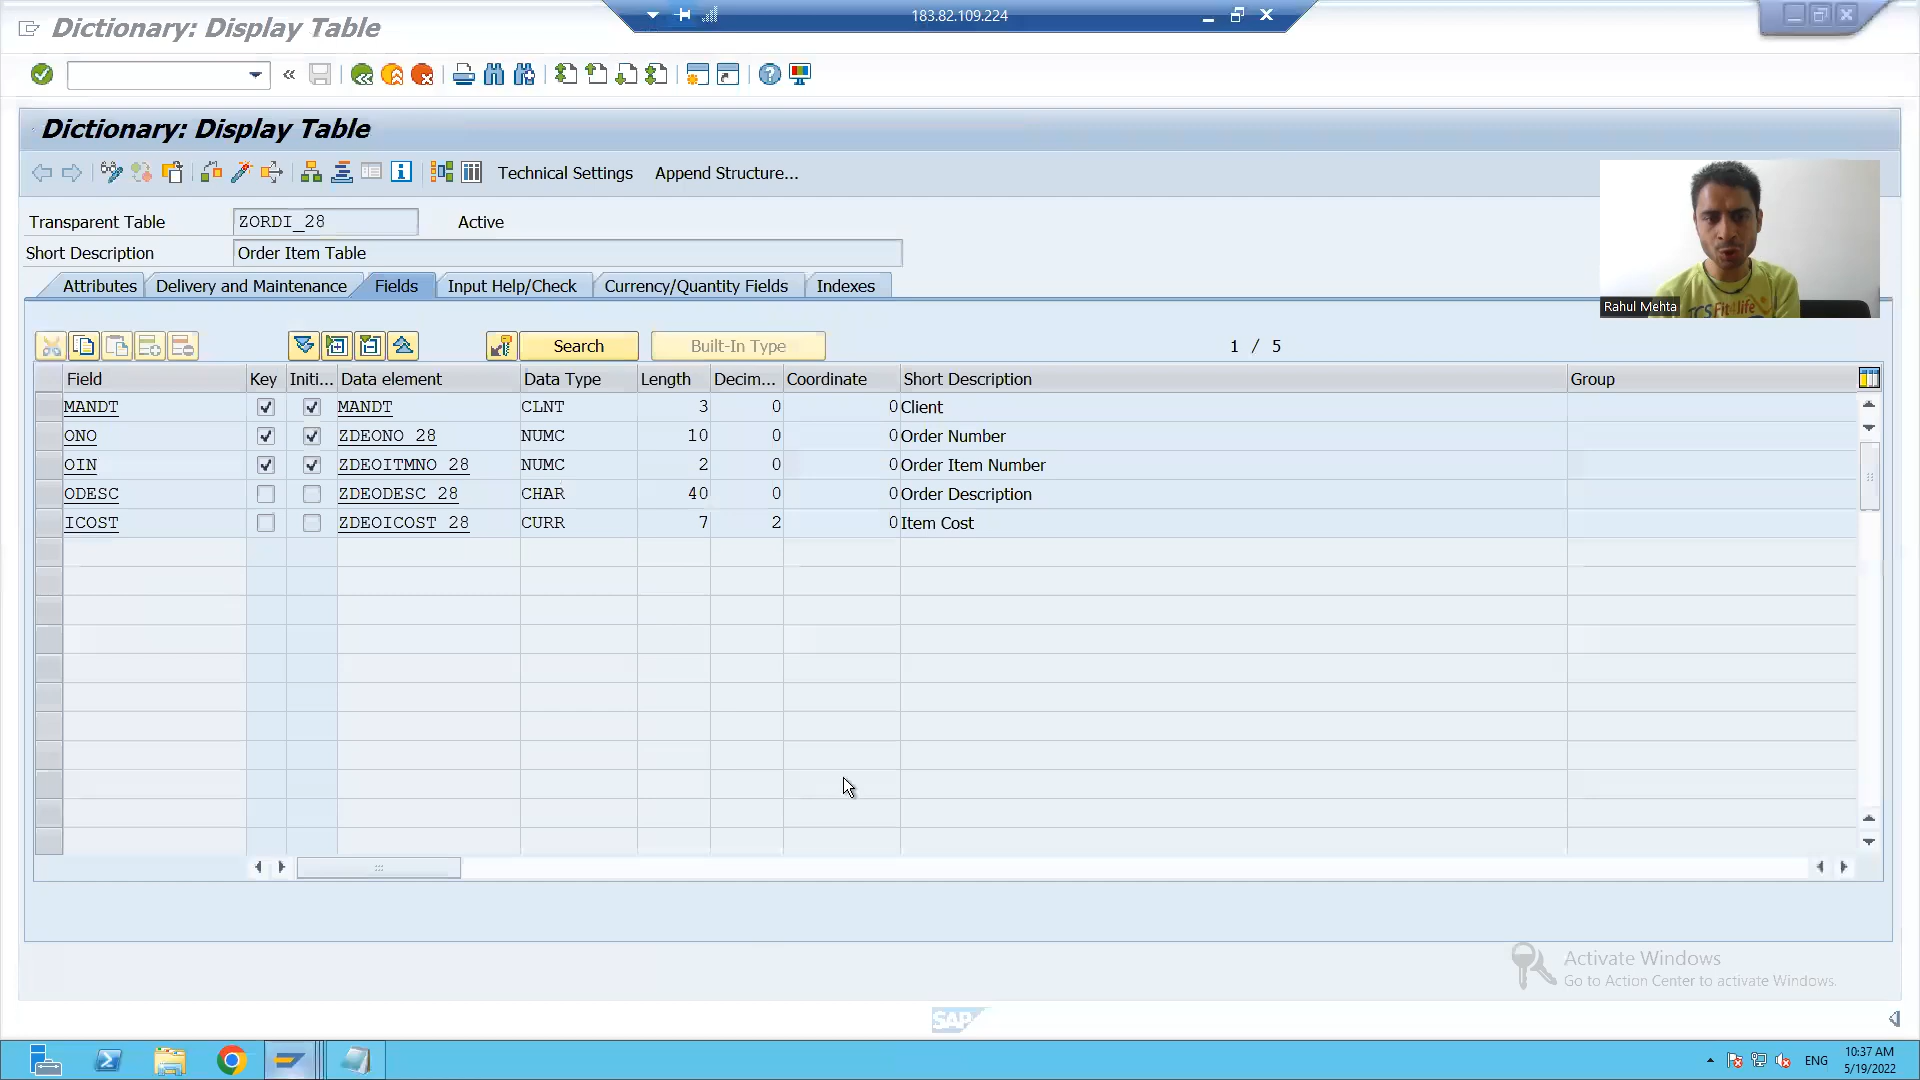 183.82.109.224
Dictionary: Display Table
Dictionary: Display Table
Technical Settings Append Structure...
Transparent Table ZORDI_28 Active
Short Description Order Item Table
Rahul Mehta
Attributes Delivery and Maintenance Fields Input Help/Check Currency/Quantity Fields Indexes
Search Built-In Type 1 / 5
Field Key Initi... Data element Data Type Length Decim... Coordinate Short Description Group
MANDT MANDT CLNT 3 0 0 Client
ONO ZDEONO_28 NUMC 10 0 0 Order Number
OIN ZDEOITMNO_28 NUMC 2 0 0 Order Item Number
ODESC ZDEODESC_28 CHAR 40 0 0 Order Description
ICOST ZDEOICOST_28 CURR 7 2 0 Item Cost
Activate Windows
Go to Action Center to activate Windows.
SAP
ENG 10:37 AM
5/19/2022